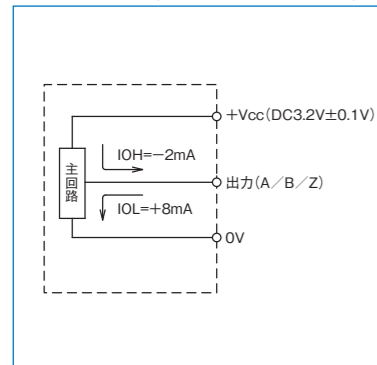 +Vcc(DC3.2V±0.1V)
IOH=−2mA
主回路
出力(A／B／Z)
IOL=+8mA
0V